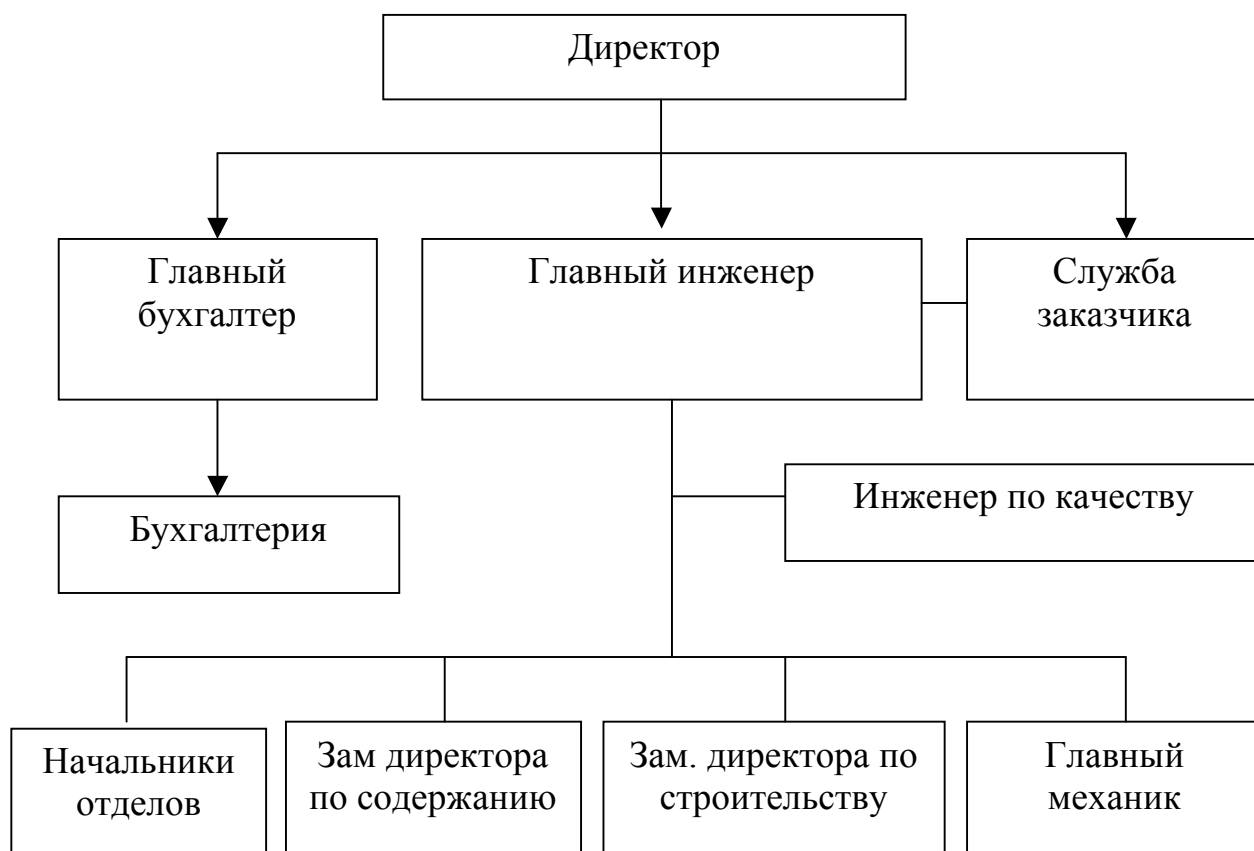 Директор
Главный
бухгалтер
Главный инженер
Служба
заказчика
Инженер по качеству
Бухгалтерия
Начальники
отделов
Зам директора
по содержанию
Зам. директора по
строительству
Главный
механик